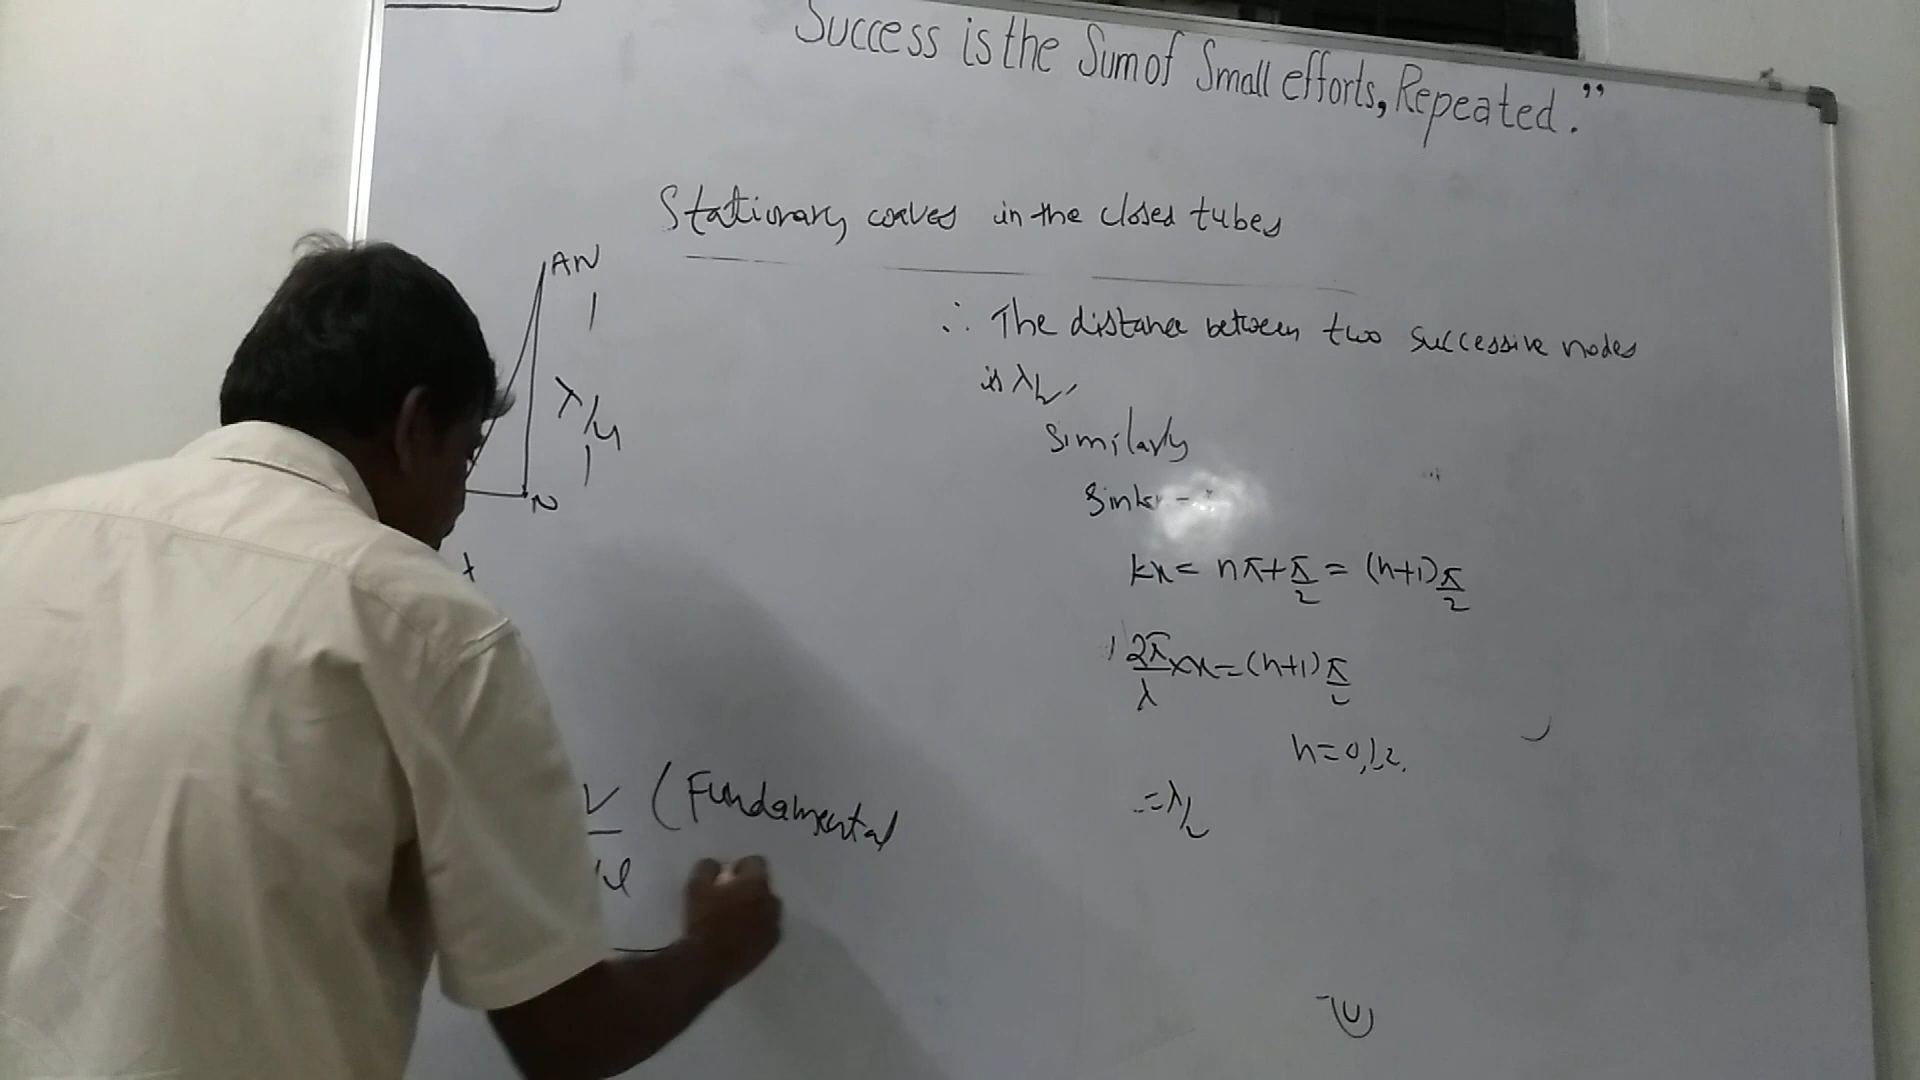 Success is the Sum of Small efforts, Repeated."
Stationary waves in the closed tubes
AN
λ/4
N
∴ The distance between two successive nodes
is λ/2
Similarly
kx = nπ + π/2 = (n+1)π/2
2π/λ × x = (n+1)π/2
n = 0,1,2,
= λ/2
(Fundamental